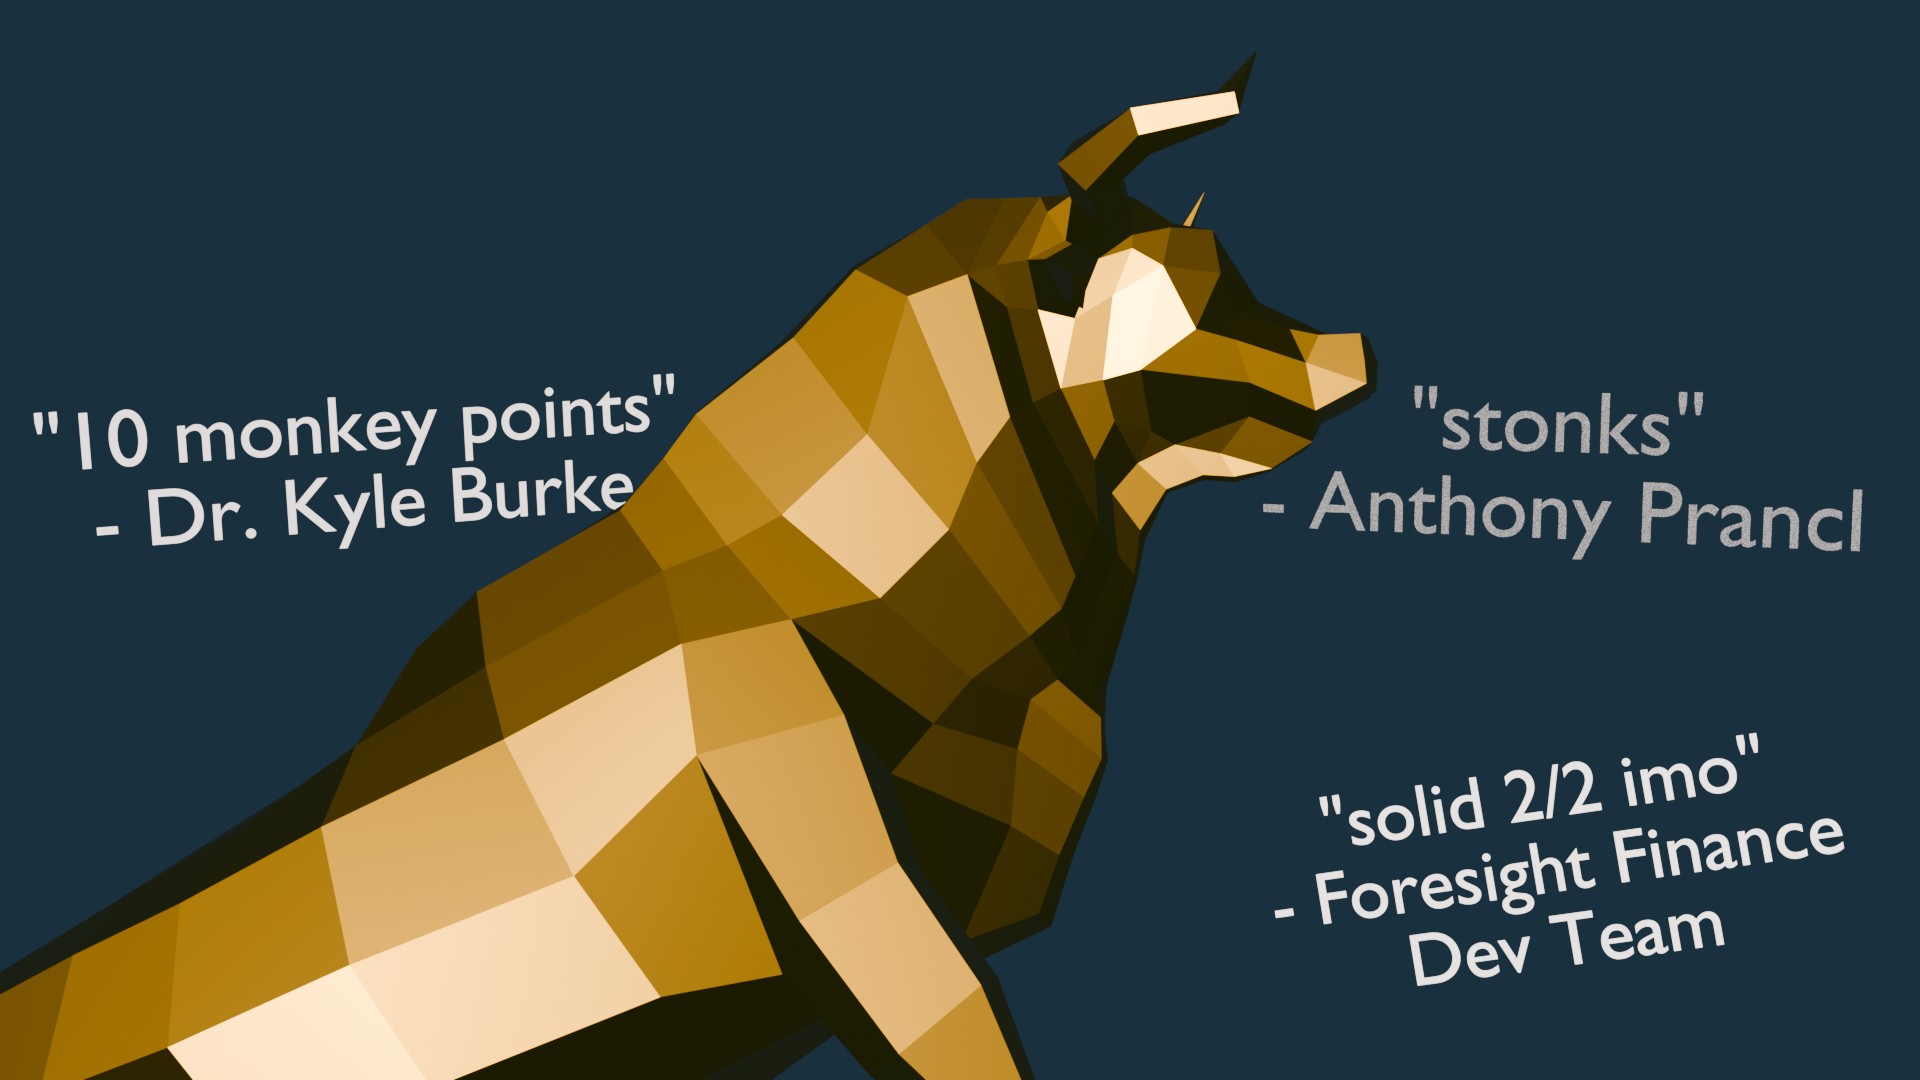 "10 monkey points"
- Dr. Kyle Burke
"stonks"
- Anthony Prancl
"solid 2/2 imo"
- Foresight Finance
Dev Team